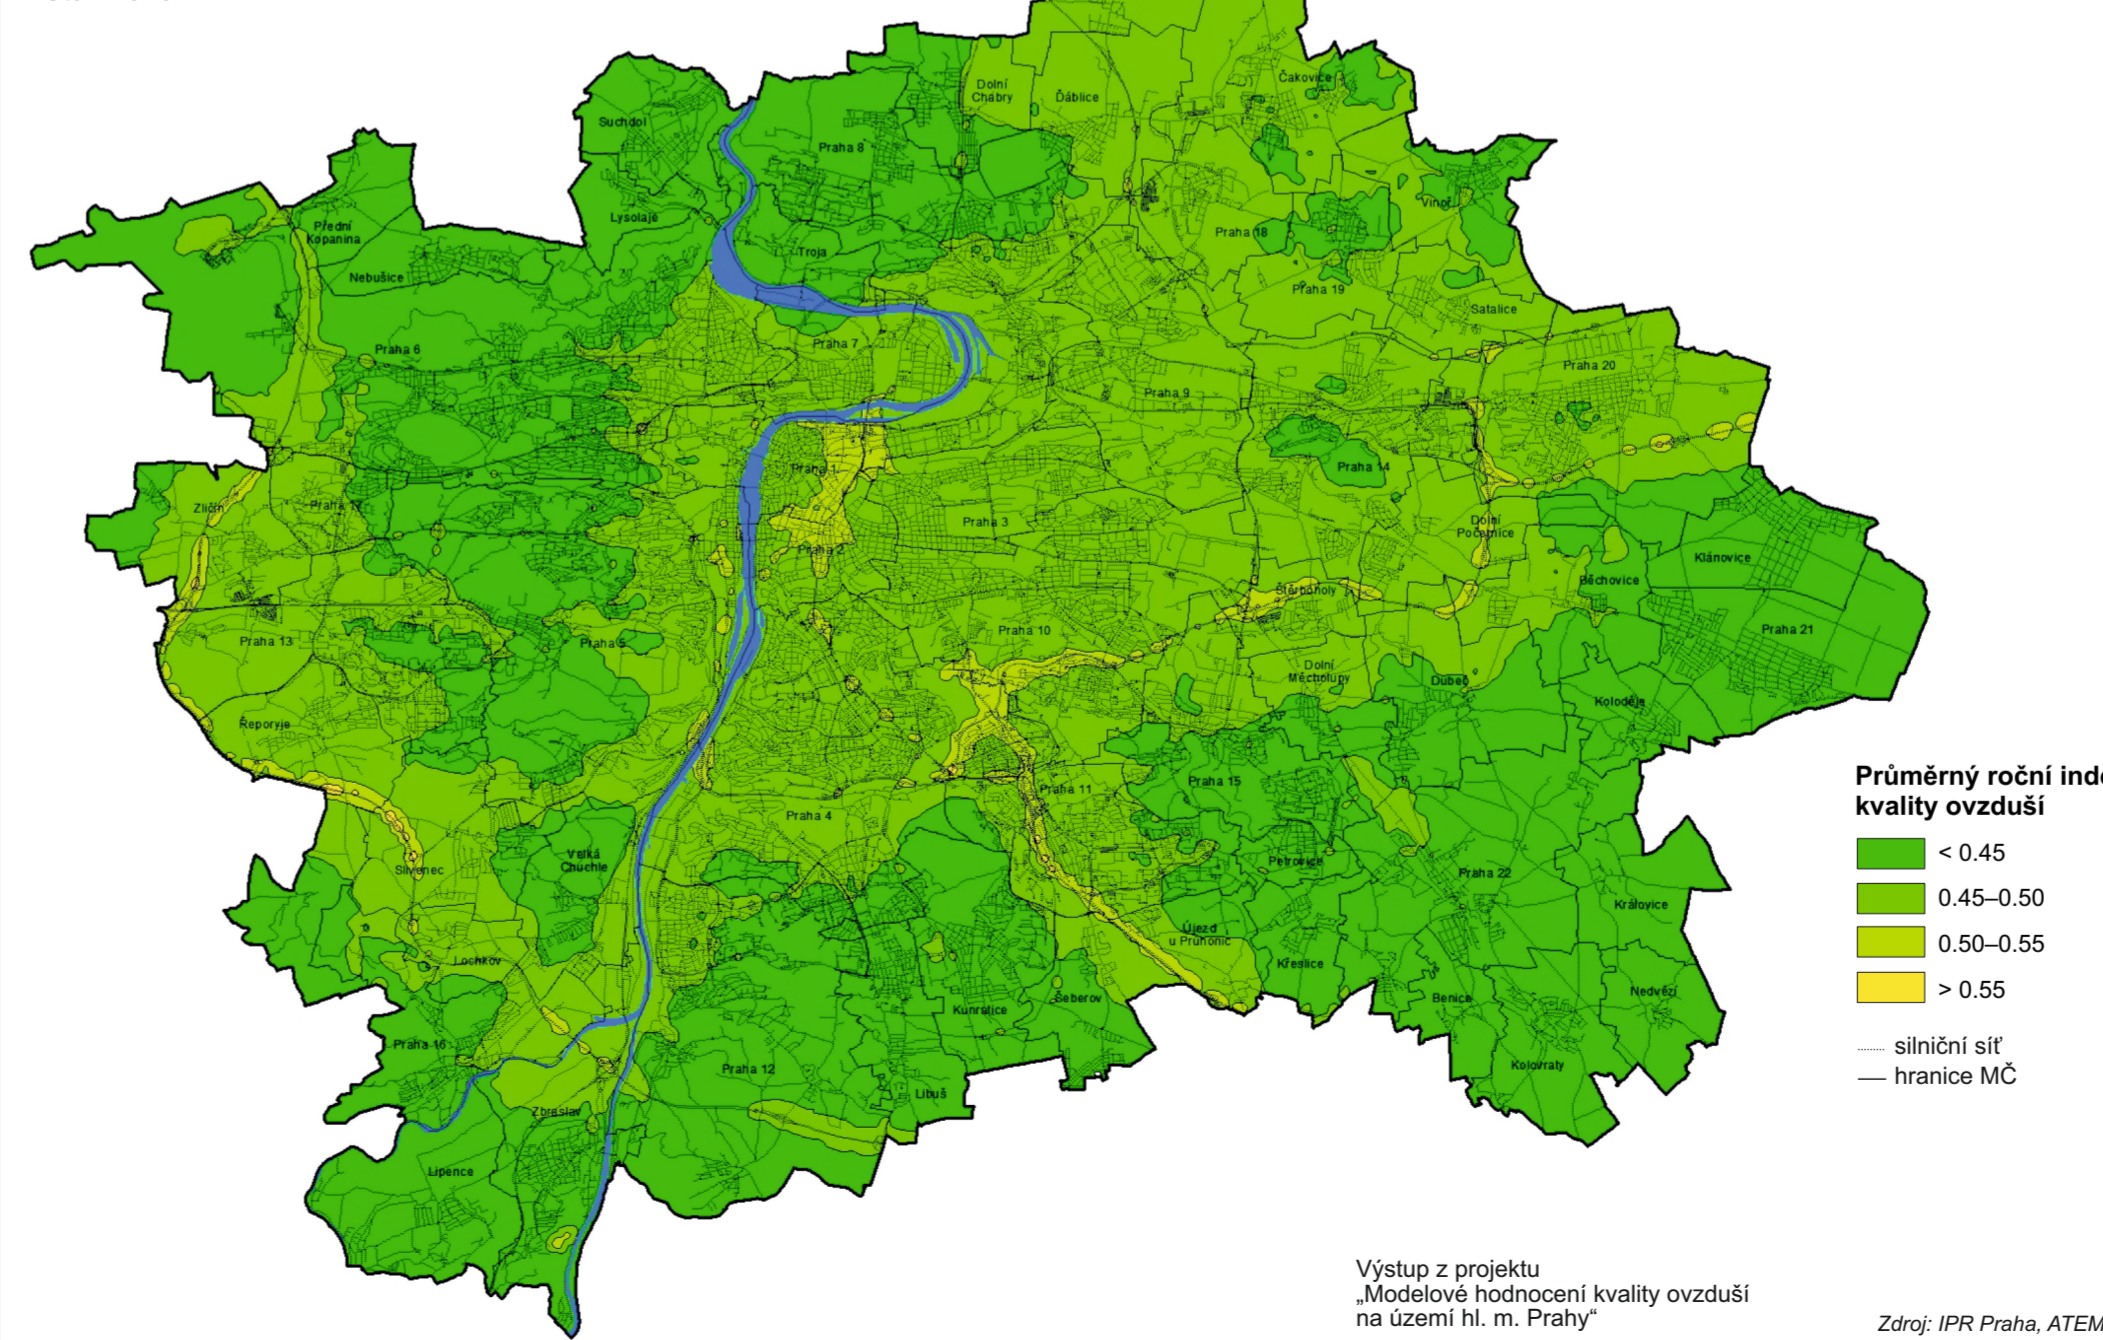 Dolní
Chabry
Ďáblice
Čakovice
Suchdol
Praha 8
Vinoř
Lysolaje
Přední
Kopanina
Praha 18
Troja
Nebušice
Praha 19
Satalice
Praha 6
Praha 7
Praha 20
Praha 9
Praha 1
Praha 14
Zličín
Praha 17
Praha 3
Dolní
Počernice
Praha 2
Klánovice
Běchovice
Štěrboholy
Praha 10
Praha 21
Praha 13
Praha 5
Dolní
Měcholupy
Dubeč
Koloděje
Řeporyje
Praha 15
Praha 11
Praha 4
Velká
Chuchle
Slivenec
Petrovice
Praha 22
Královice
Újezd
u Průhonic
Lochkov
Křeslice
Nedvězí
Šeberov
Benice
Kunratice
Praha 16
Praha 12
Kolovraty
Libuš
Zbraslav
Lipence
Průměrný roční ind
kvality ovzduší
< 0.45
0.45–0.50
0.50–0.55
> 0.55
silniční síť
hranice MČ
Výstup z projektu
„Modelové hodnocení kvality ovzduší
na území hl. m. Prahy“
Zdroj: IPR Praha, ATEM